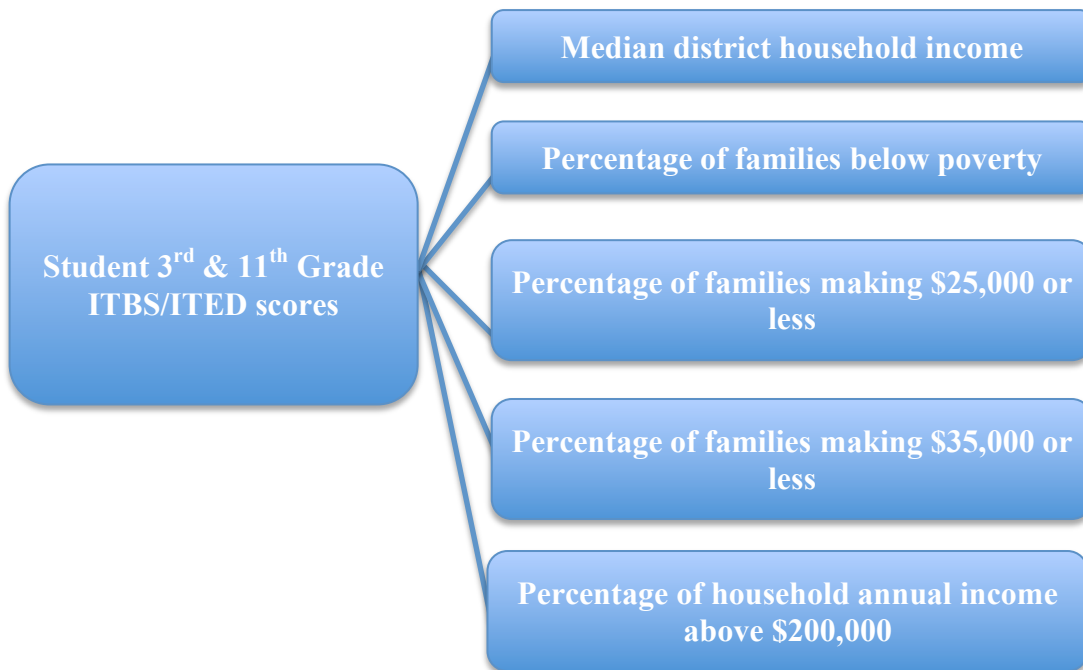 Median district household income
Percentage of families below poverty
Student 3rd & 11th Grade
ITBS/ITED scores
Percentage of families making $25,000 or
less
Percentage of families making $35,000 or
less
Percentage of household annual income
above $200,000